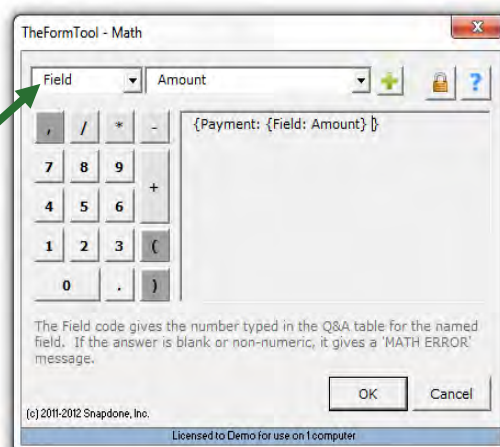 TheFormTool - Math
x
Field Amount ?
, / * -
{Payment: {Field: Amount} }
7 8 9
+
4 5 6
1 2 3 (
0 . )
The Field code gives the number typed in the Q&A table for the named
field. If the answer is blank or non-numeric, it gives a 'MATH ERROR'
message.
OK Cancel
(c) 2011-2012 Snapdone, Inc.
Licensed to Demo for use on 1 computer